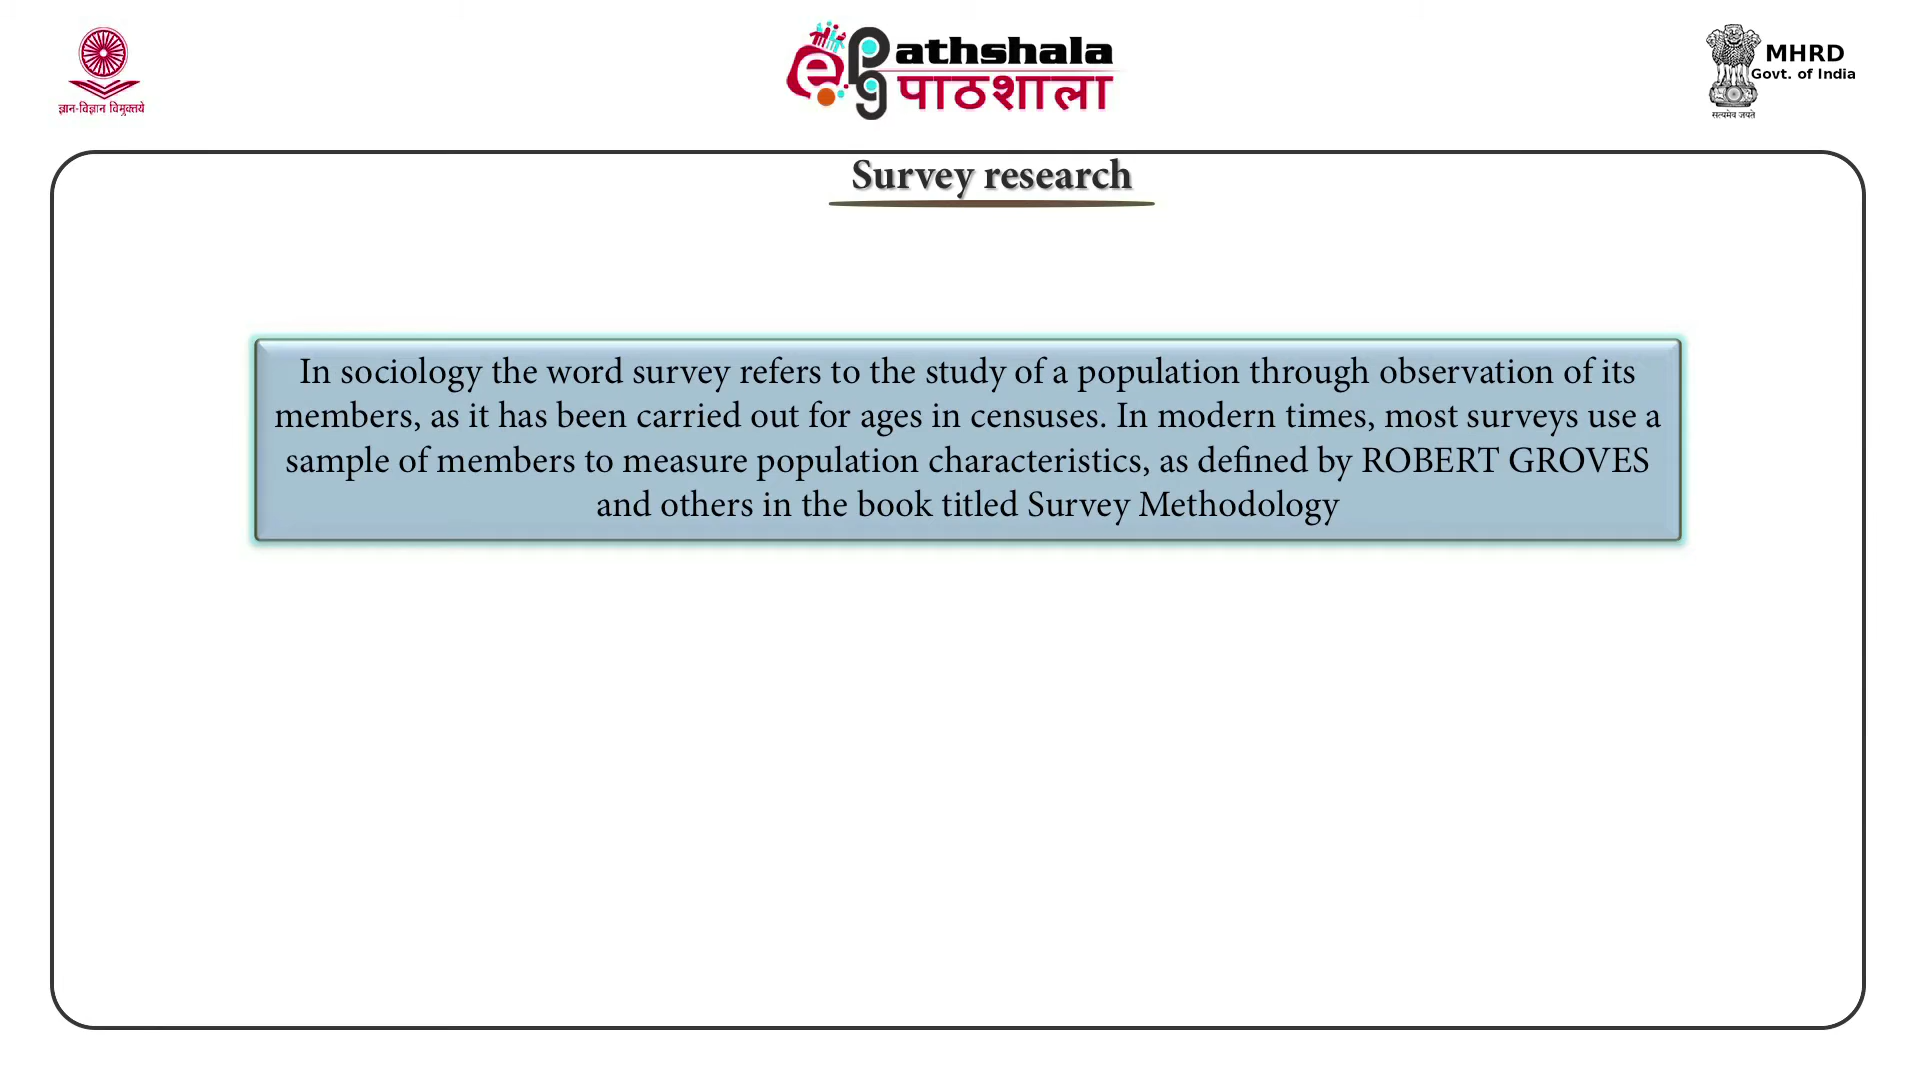 ज्ञान-विज्ञान विमुक्तये
ePG Pathshala
पाठशाला
MHRD
Govt. of India
सत्यमेव जयते
Survey research
In sociology the word survey refers to the study of a population through observation of its
members, as it has been carried out for ages in censuses. In modern times, most surveys use a
sample of members to measure population characteristics, as defined by ROBERT GROVES
and others in the book titled Survey Methodology